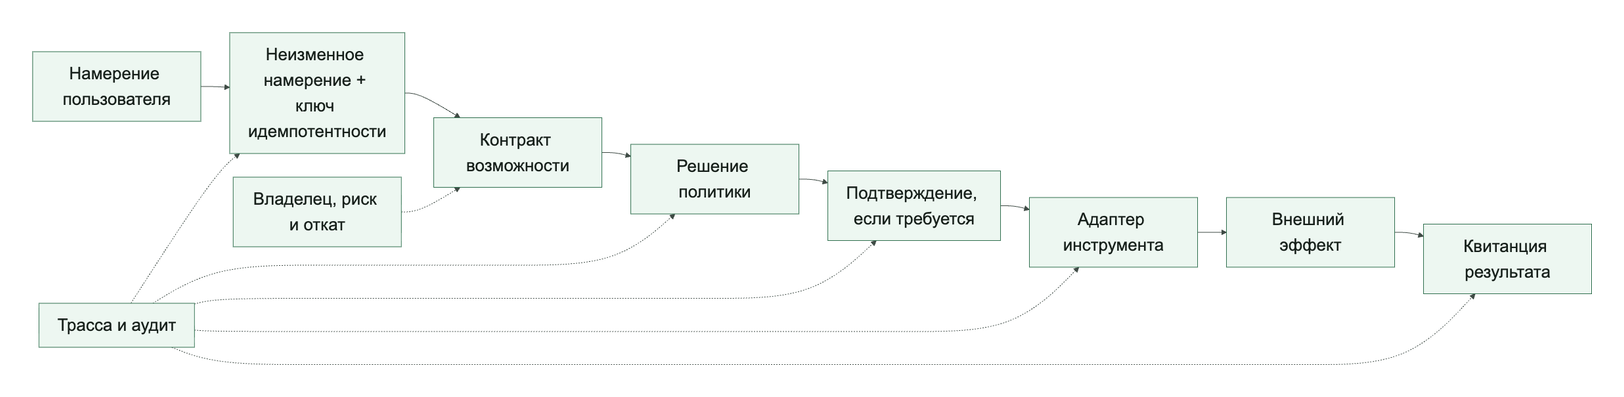 Намерение
пользователя
Неизменное
намерение +
ключ
идемпотентности
Контракт
возможности
Владелец, риск
и откат
Решение
политики
Подтверждение,
если требуется
Адаптер
инструмента
Внешний
эффект
Квитанция
результата
Трасса и аудит